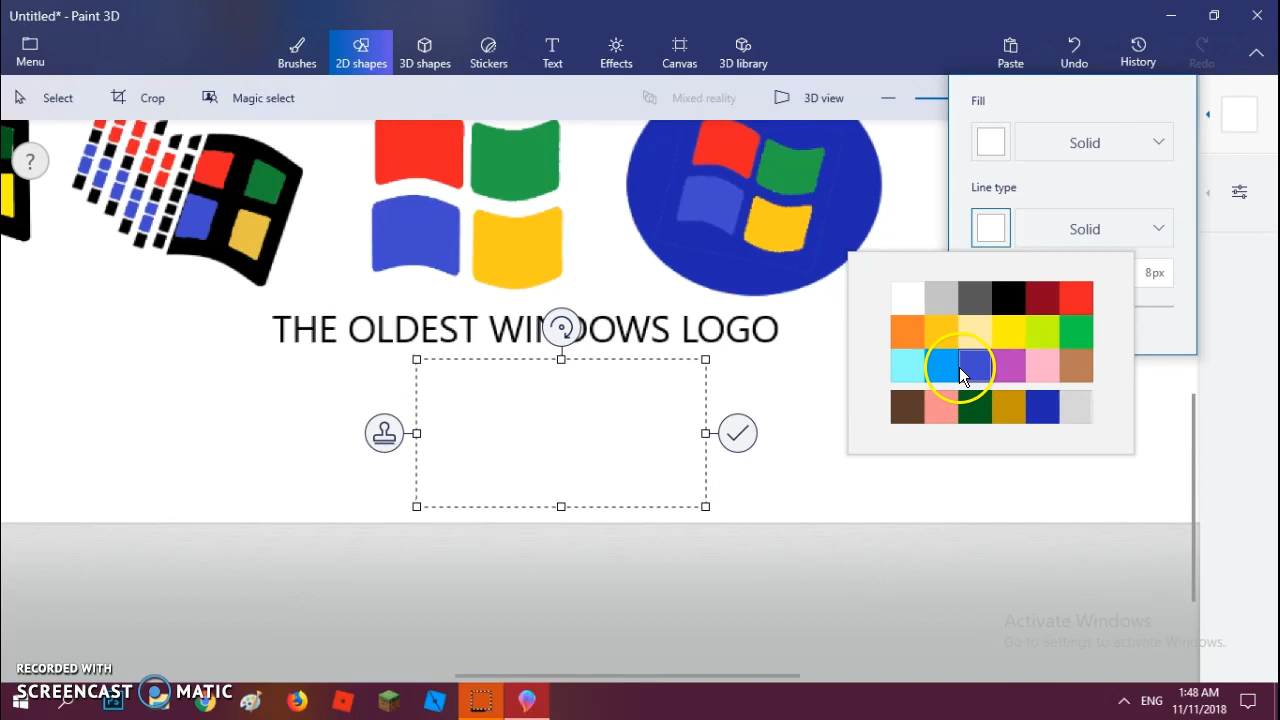 Untitled* - Paint 3D
Menu
Brushes
2D shapes
3D shapes
Stickers
Text
Effects
Canvas
3D library
Paste
Undo
History
Redo
Select
Crop
Magic select
Mixed reality
3D view
Fill
Solid
Line type
Solid
8px
?
THE OLDEST WINDOWS LOGO
Activate Windows
Go to Settings to activate Windows.
RECORDED WITH
SCREENCAST MATIC
Ps
ENG
1:48 AM
11/11/2018